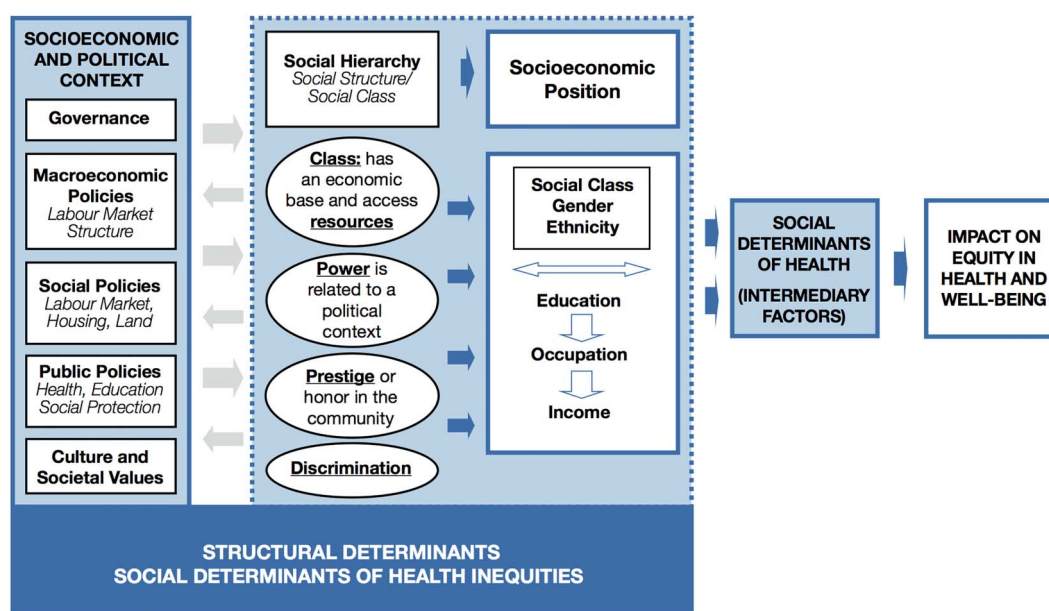 SOCIOECONOMIC
AND POLITICAL
CONTEXT
Governance
Macroeconomic
Policies
Labour Market
Structure
Social Policies
Labour Market,
Housing, Land
Public Policies
Health, Education
Social Protection
Culture and
Societal Values
Social Hierarchy
Social Structure/
Social Class
Class: has
an economic
base and access
resources
Power is
related to a
political
context
Prestige or
honor in the
community
Discrimination
Socioeconomic
Position
Social Class
Gender
Ethnicity
Education
Occupation
Income
SOCIAL
DETERMINANTS
OF HEALTH
(INTERMEDIARY
FACTORS)
IMPACT ON
EQUITY IN
HEALTH AND
WELL-BEING
STRUCTURAL DETERMINANTS
SOCIAL DETERMINANTS OF HEALTH INEQUITIES